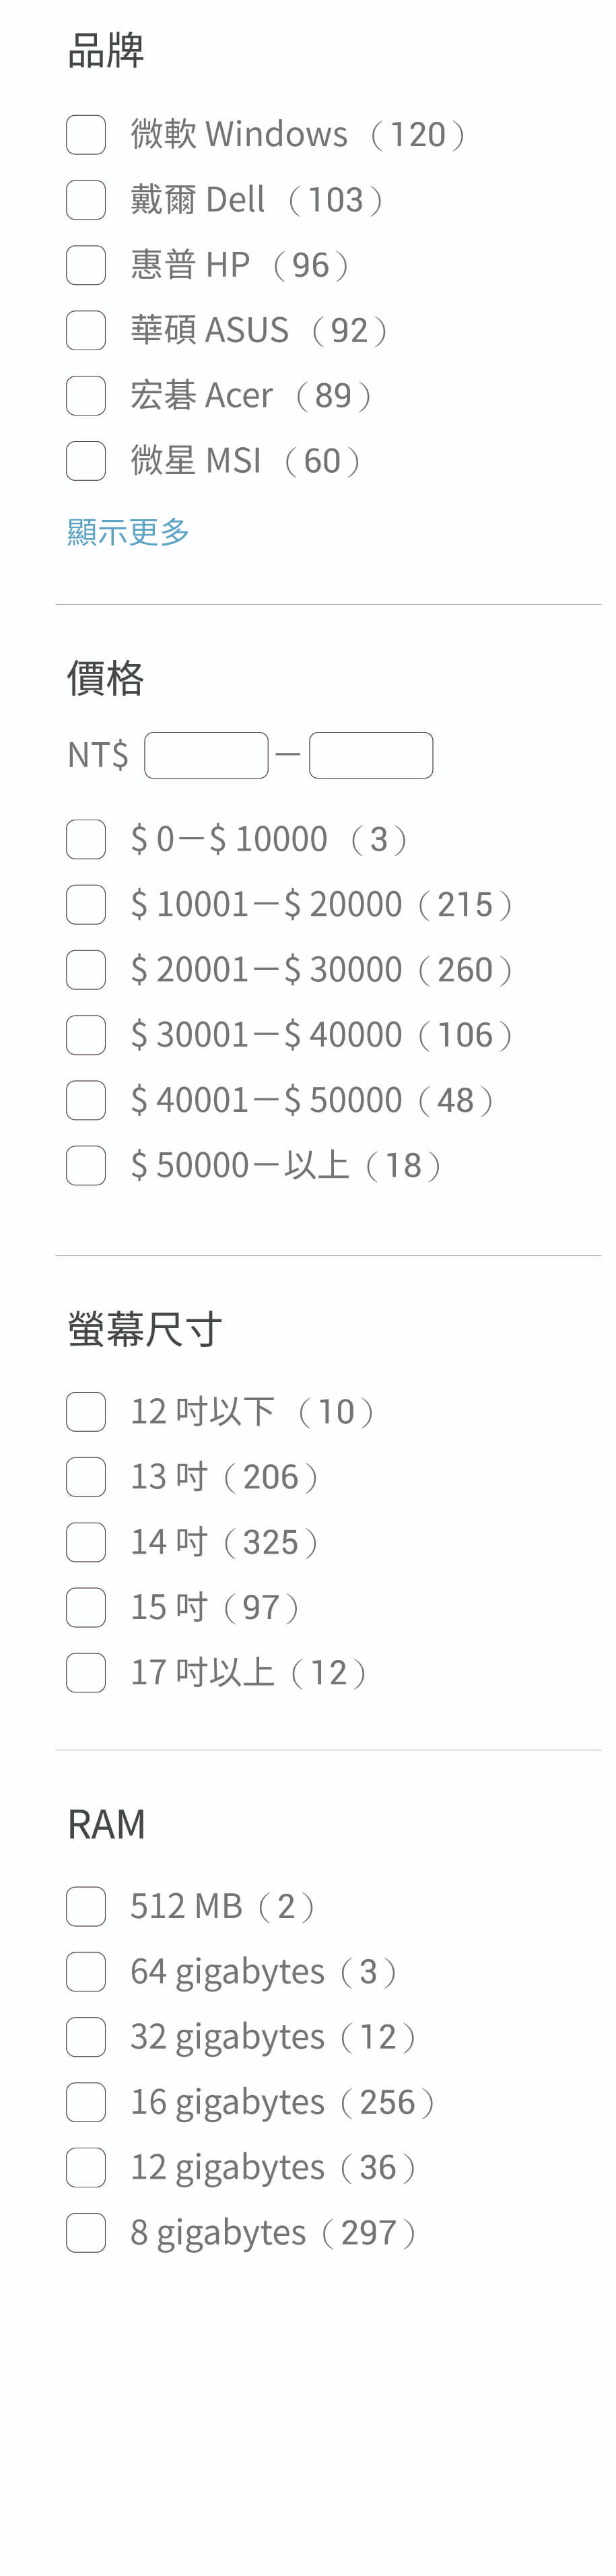 品牌
微軟 Windows （120）
戴爾 Dell （103）
惠普 HP （96）
華碩 ASUS （92）
宏碁 Acer （89）
微星 MSI （60）
顯示更多
價格
NT$ －
$ 0－$ 10000 （3）
$ 10001－$ 20000（215）
$ 20001－$ 30000（260）
$ 30001－$ 40000（106）
$ 40001－$ 50000（48）
$ 50000－以上（18）
螢幕尺寸
12 吋以下 （10）
13 吋（206）
14 吋（325）
15 吋（97）
17 吋以上（12）
RAM
512 MB（2）
64 gigabytes（3）
32 gigabytes（12）
16 gigabytes（256）
12 gigabytes（36）
8 gigabytes（297）